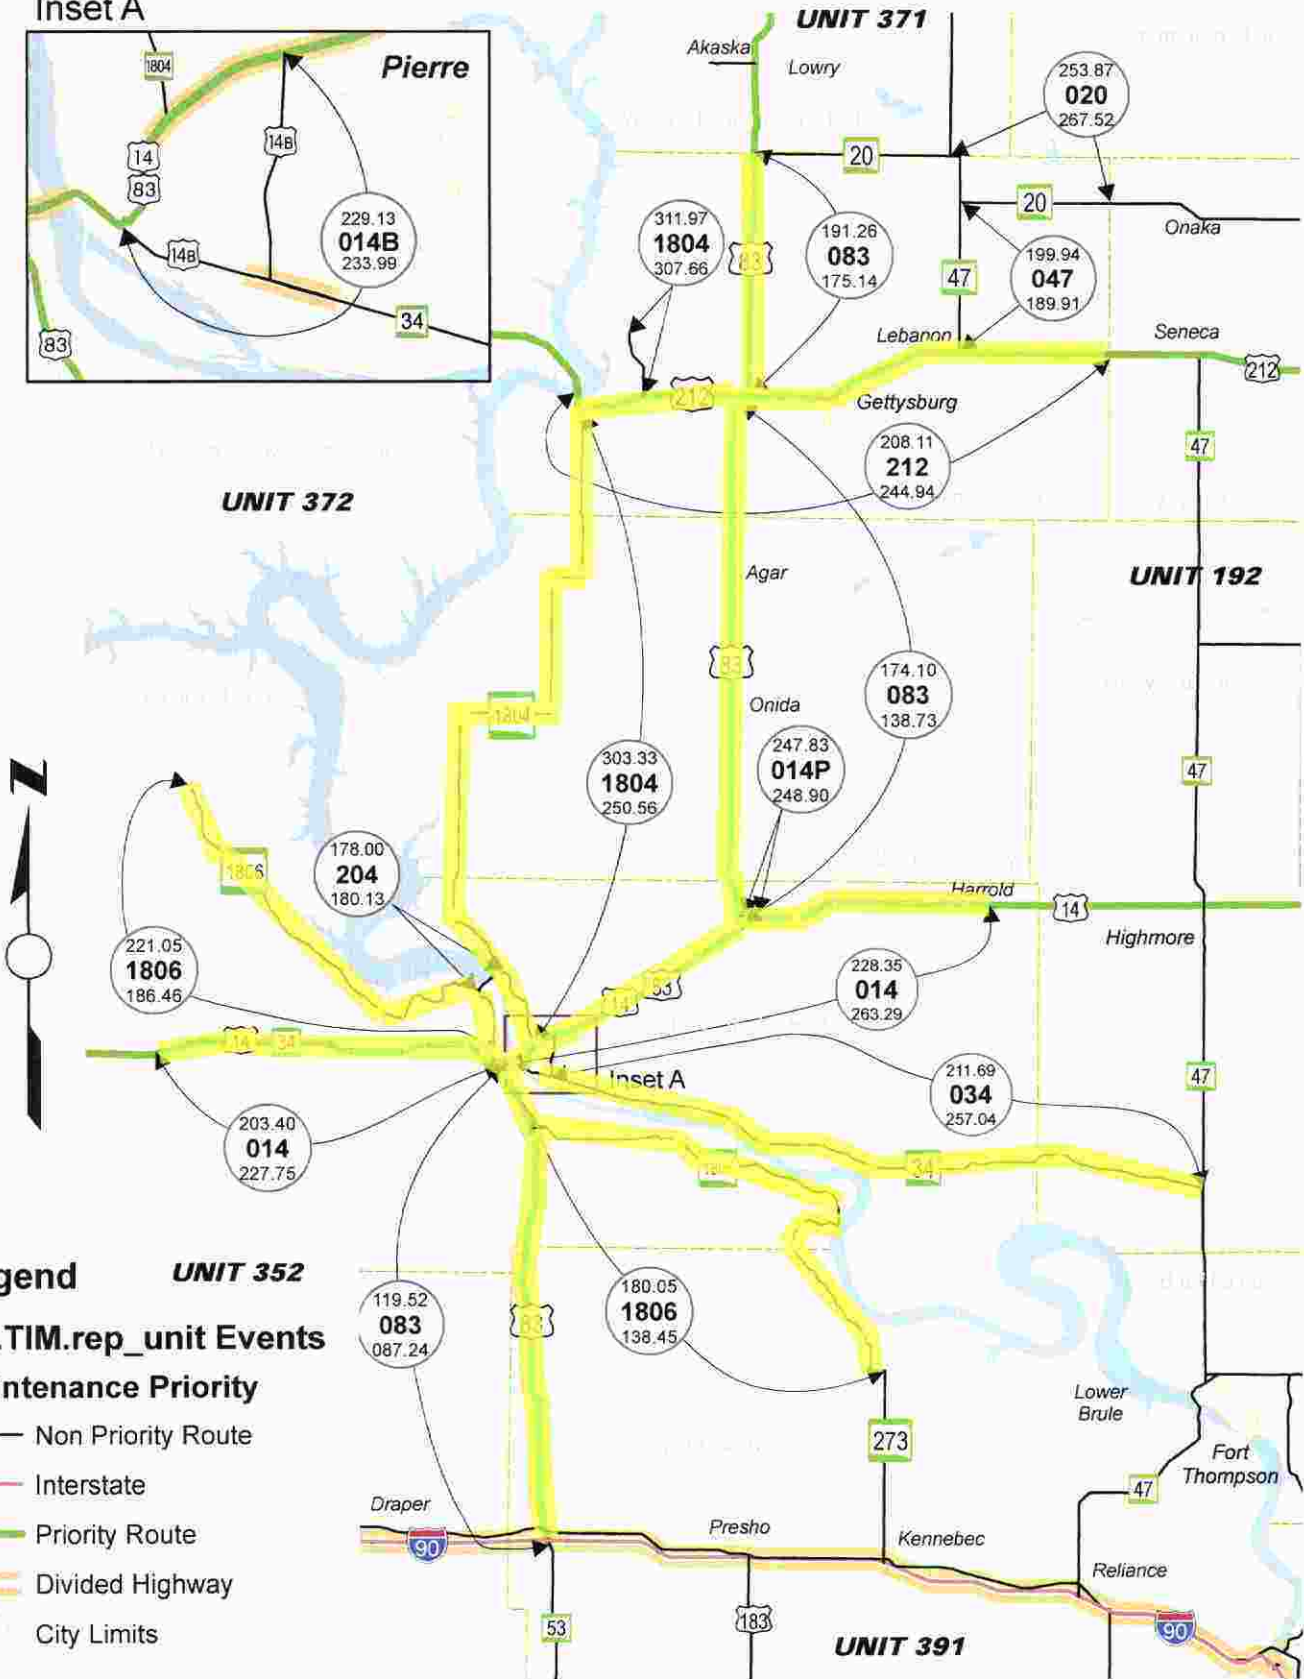 Inset A
UNIT 371
Akaska
Lowry
253.87
020
267.52
1804
Pierre
14
83
14B
229.13
014B
233.99
14B
34
83
311.97
1804
307.66
83
20
191.26
083
175.14
20
Onaka
47
199.94
047
189.91
Lebanon
Seneca
212
212
Gettysburg
208.11
212
244.94
47
UNIT 372
UNIT 192
Agar
83
174.10
083
138.73
Onida
1804
247.83
014P
248.90
303.33
1804
250.56
47
N
1806
178.00
204
180.13
Harrold
14
Highmore
221.05
1806
186.46
228.35
014
263.29
14
83
14
34
Inset A
211.69
034
257.04
47
203.40
014
227.75
34
gend
UNIT 352
119.52
083
087.24
83
180.05
1806
138.45
.TIM.rep_unit Events
ntenance Priority
Non Priority Route
Interstate
Priority Route
Divided Highway
City Limits
Lower
Brule
Fort
Thompson
273
47
Draper
90
Presho
Kennebec
Reliance
53
183
90
UNIT 391